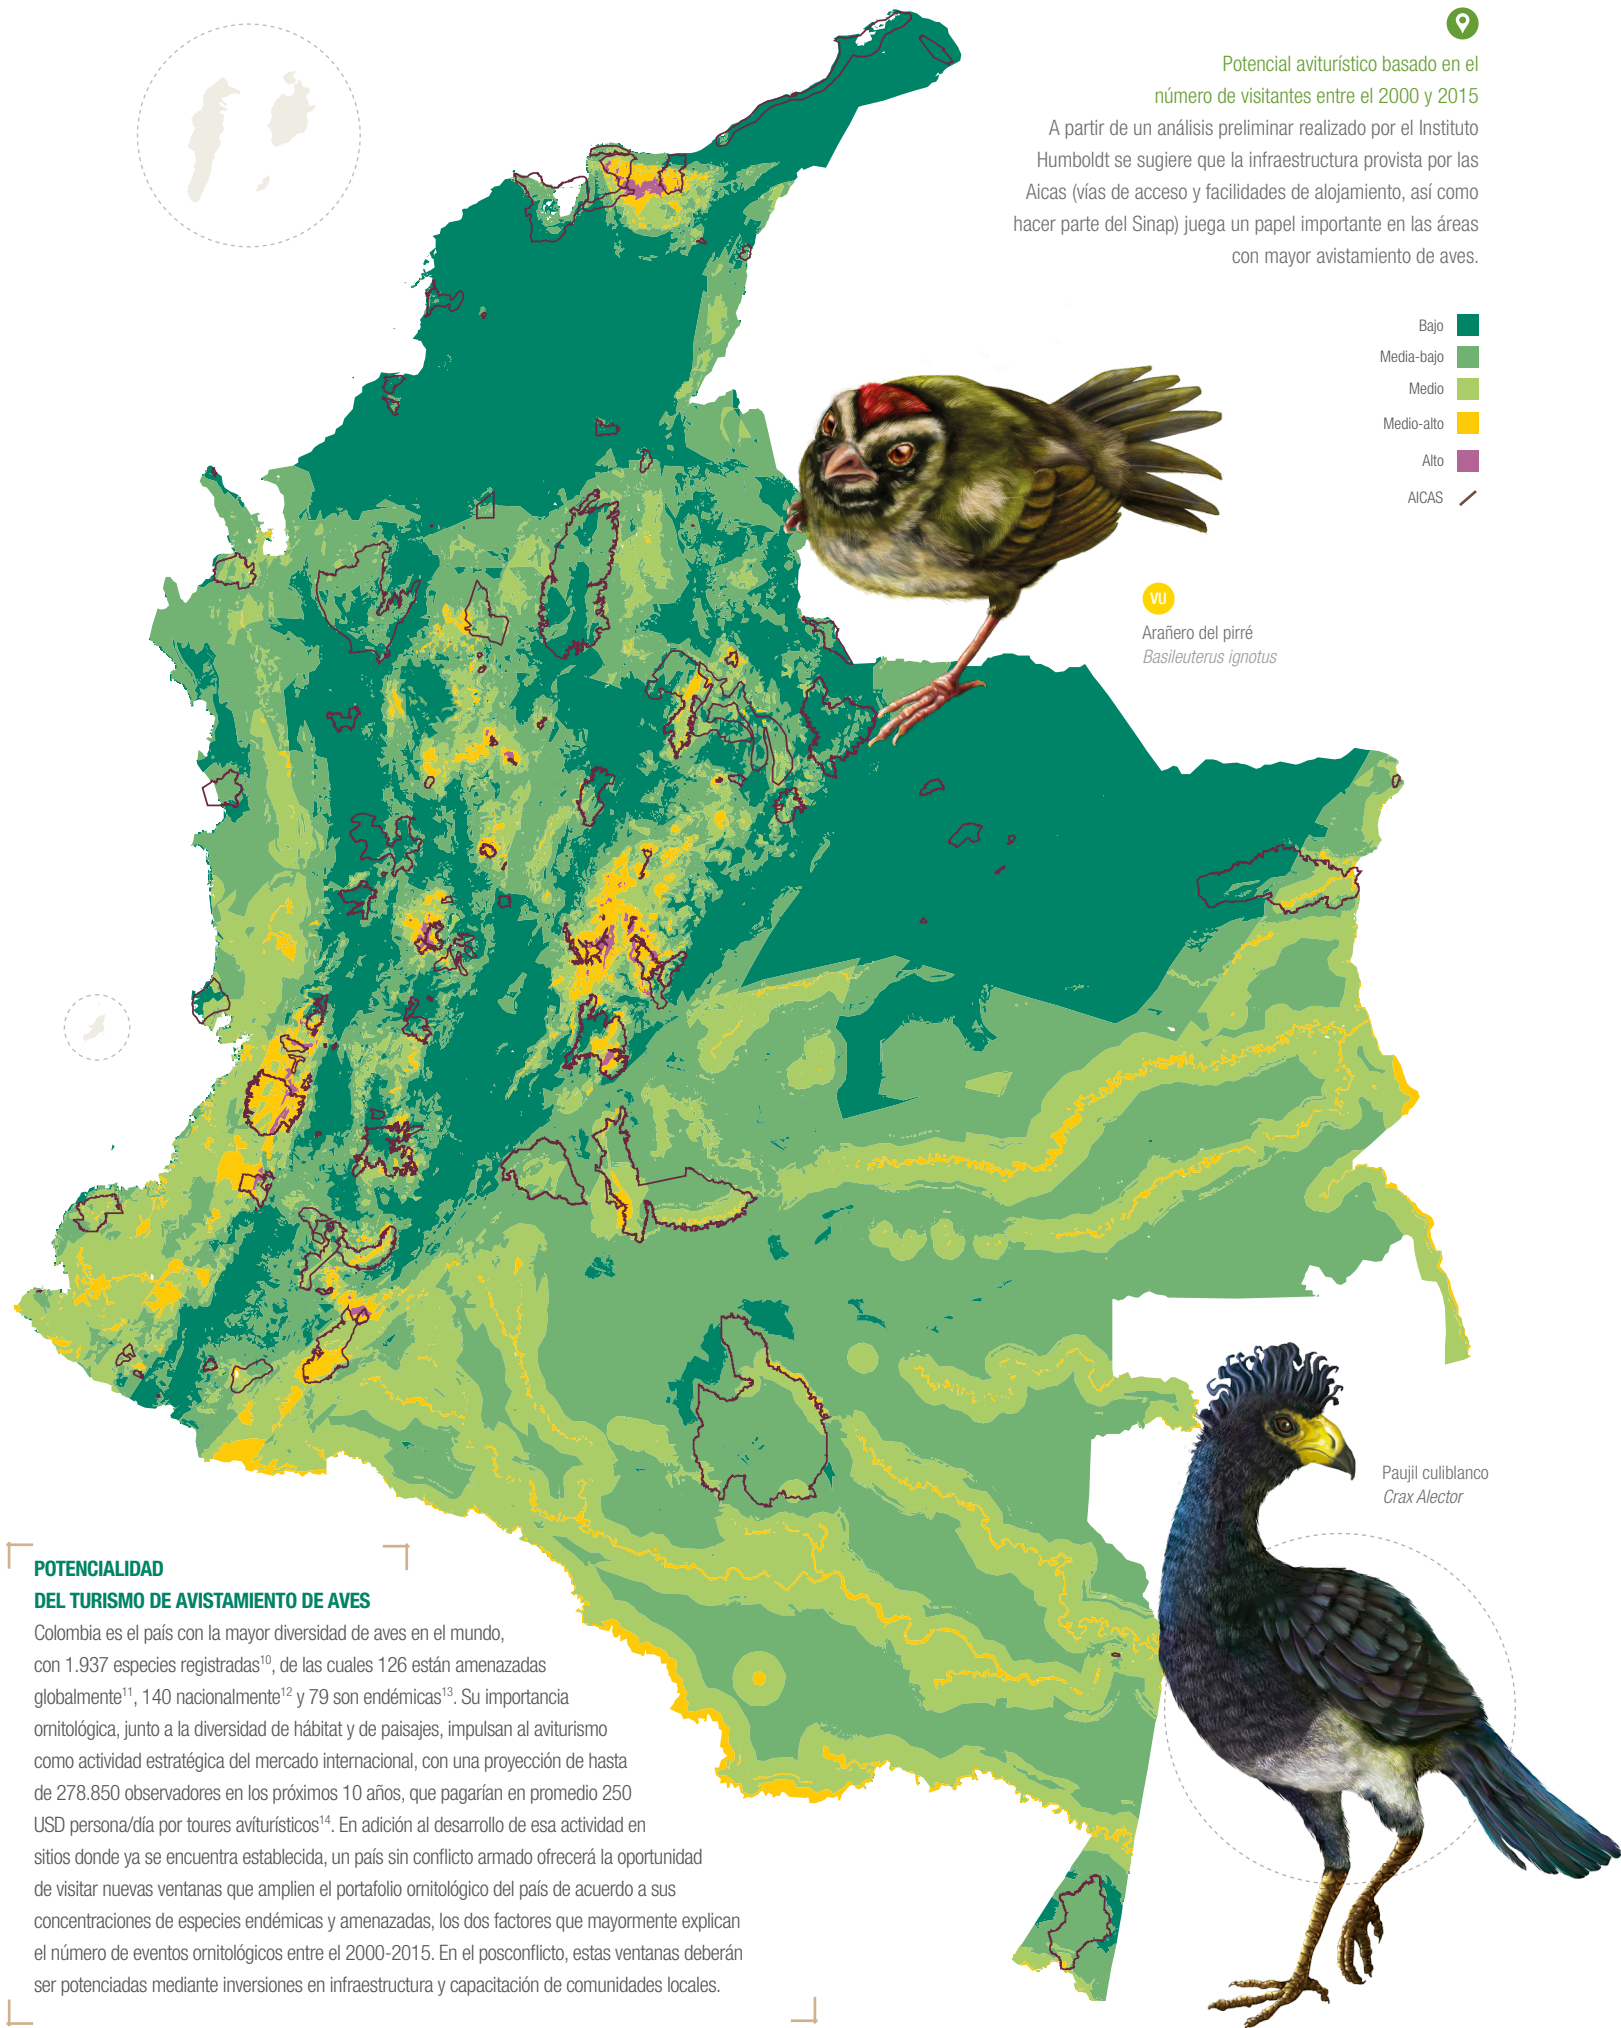 Potencial aviturístico basado en el
número de visitantes entre el 2000 y 2015
A partir de un análisis preliminar realizado por el Instituto
Humboldt se sugiere que la infraestructura provista por las
Aicas (vías de acceso y facilidades de alojamiento, así como
hacer parte del Sinap) juega un papel importante en las áreas
con mayor avistamiento de aves.
Bajo
Media-bajo
Medio
Medio-alto
Alto
AICAS
VU
Arañero del pirré
Basileuterus ignotus
Paujil culiblanco
Crax Alector
POTENCIALIDAD
DEL TURISMO DE AVISTAMIENTO DE AVES
Colombia es el país con la mayor diversidad de aves en el mundo,
con 1.937 especies registradas¹⁰, de las cuales 126 están amenazadas
globalmente¹¹, 140 nacionalmente¹² y 79 son endémicas¹³. Su importancia
ornitológica, junto a la diversidad de hábitat y de paisajes, impulsan al aviturismo
como actividad estratégica del mercado internacional, con una proyección de hasta
de 278.850 observadores en los próximos 10 años, que pagarían en promedio 250
USD persona/día por toures avíturísticos¹⁴. En adición al desarrollo de esa actividad en
sitios donde ya se encuentra establecida, un país sin conflicto armado ofrecerá la oportunidad
de visitar nuevas ventanas que amplien el portafolio ornitológico del país de acuerdo a sus
concentraciones de especies endémicas y amenazadas, los dos factores que mayormente explican
el número de eventos ornitológicos entre el 2000-2015. En el posconflicto, estas ventanas deberán
ser potenciadas mediante inversiones en infraestructura y capacitación de comunidades locales.